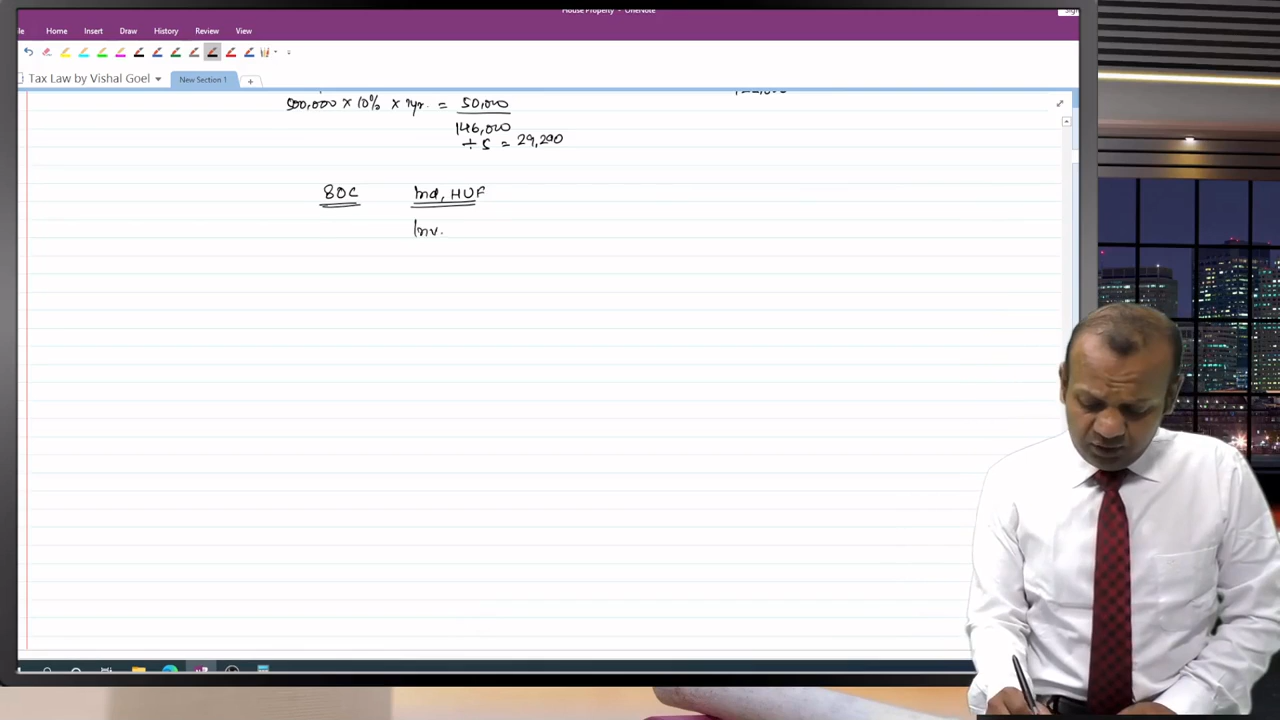 House Property - OneNote
Sign
Home Insert Draw History Review View
Tax Law by Vishal Goel New Section 1 +
500,000 x 10% x 1yr. = 50,000
146,000
÷ 5 = 29,200
80C Ind, HUF
Inv.